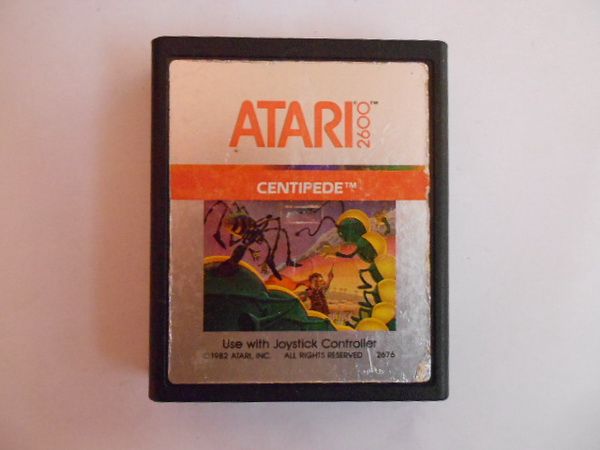 ATARI® 2600™
CENTIPEDE™
Use with Joystick Controller
©1982 ATARI, INC. ALL RIGHTS RESERVED 2676